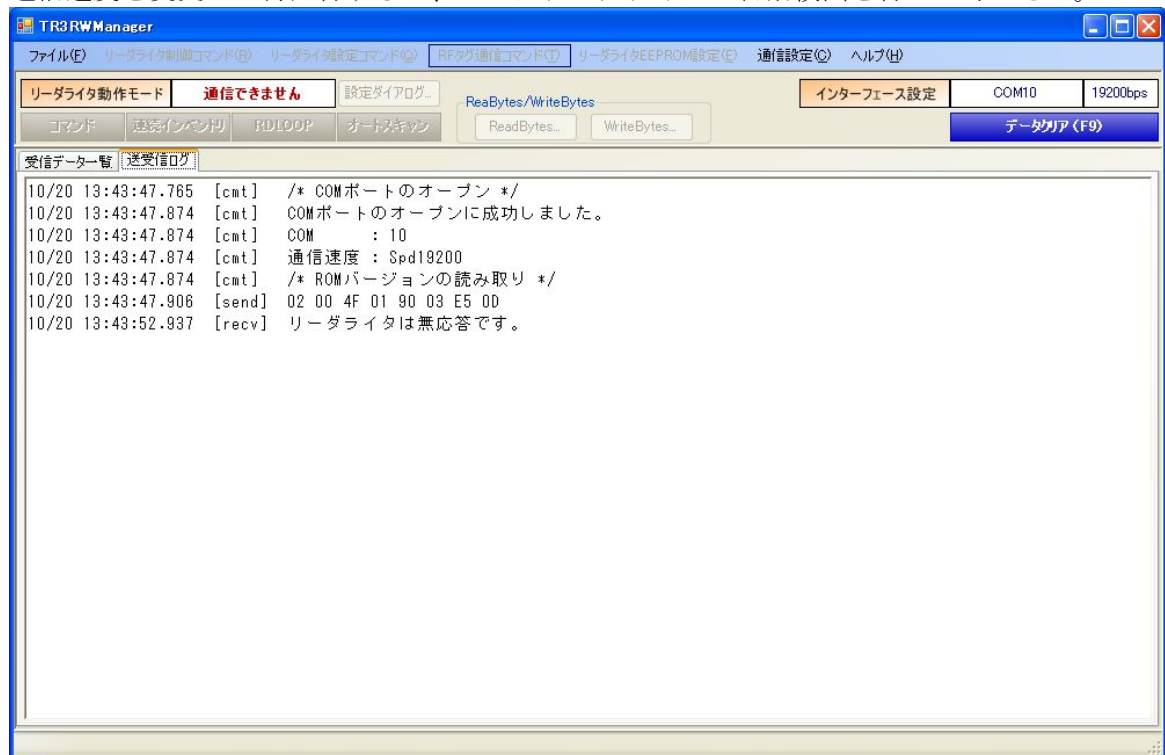 TR3RWManager
ファイル(F) リーダライタ制御コマンド(R) リーダライタ設定コマンド(Q) RFタグ通信コマンド(T) リーダライタEEPROM設定(E) 通信設定(C) ヘルプ(H)
リーダライタ動作モード 通信できません 設定ダイアログ... ReaBytes/WriteBytes インターフェース設定 COM10 19200bps
コマンド 連続インベントリ RDLOOP オートスキャン ReadBytes... WriteBytes... データクリア(F9)
受信データ一覧 送受信ログ
10/20 13:43:47.765 [cmt] /* COMポートのオープン */
10/20 13:43:47.874 [cmt] COMポートのオープンに成功しました。
10/20 13:43:47.874 [cmt] COM : 10
10/20 13:43:47.874 [cmt] 通信速度 : Spd19200
10/20 13:43:47.874 [cmt] /* ROMバージョンの読み取り */
10/20 13:43:47.906 [send] 02 00 4F 01 90 03 E5 0D
10/20 13:43:52.937 [recv] リーダライタは無応答です。